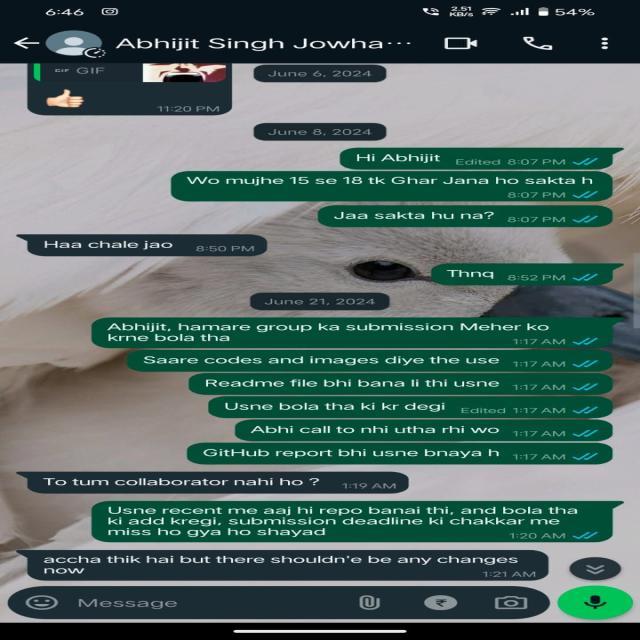 6:46
2.51 KB/s
54%
Abhijit Singh Jowha...
GIF GIF
11:20 PM
June 6, 2024
June 8, 2024
Hi Abhijit Edited 8:07 PM
Wo mujhe 15 se 18 tk Ghar Jana ho sakta h
8:07 PM
Jaa sakta hu na? 8:07 PM
Haa chale jao 8:50 PM
Thnq 8:52 PM
June 21, 2024
Abhijit, hamare group ka submission Meher ko
krne bola tha
1:17 AM
Saare codes and images diye the use 1:17 AM
Readme file bhi bana li thi usne 1:17 AM
Usne bola tha ki kr degi Edited 1:17 AM
Abhi call to nhi utha rhi wo 1:17 AM
GitHub report bhi usne bnaya h 1:17 AM
To tum collaborator nahi ho ? 1:19 AM
Usne recent me aaj hi repo banai thi, and bola tha
ki add kregi, submission deadline ki chakkar me
miss ho gya ho shayad
1:20 AM
accha thik hai but there shouldn'e be any changes
now
1:21 AM
Message
₹